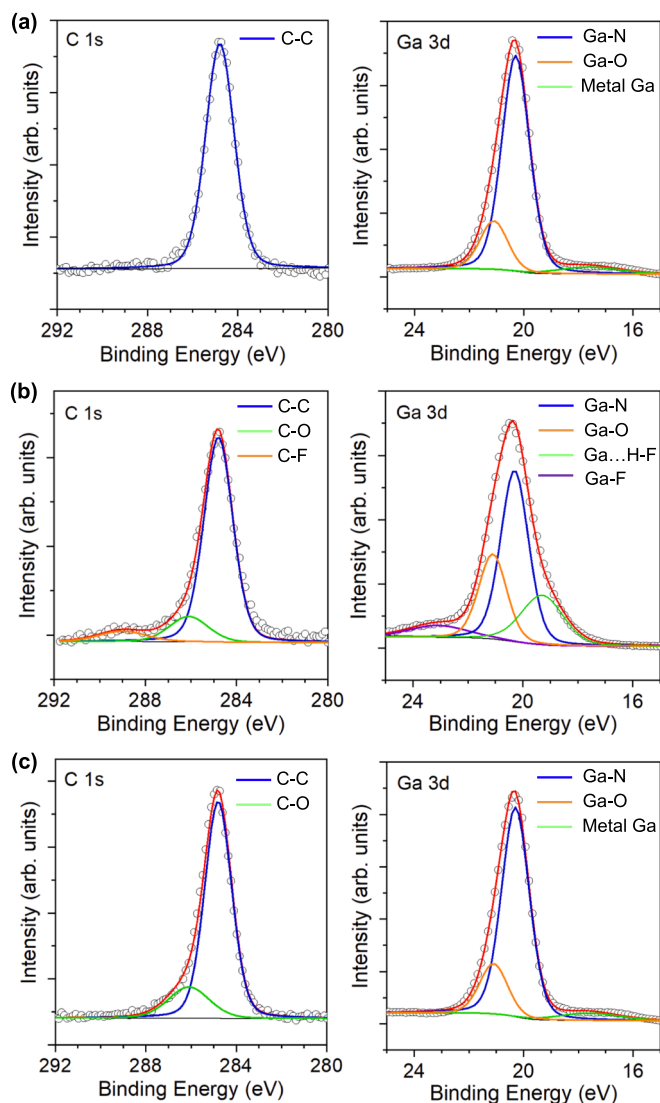 (a)
C 1s
C-C
Intensity (arb. units)
292 288 284 280
Binding Energy (eV)
Ga 3d
Ga-N
Ga-O
Metal Ga
Intensity (arb. units)
24 20 16
Binding Energy (eV)
(b)
C 1s
C-C
C-O
C-F
Intensity (arb. units)
292 288 284 280
Binding Energy (eV)
Ga 3d
Ga-N
Ga-O
Ga...H-F
Ga-F
Intensity (arb. units)
24 20 16
Binding Energy (eV)
(c)
C 1s
C-C
C-O
Intensity (arb. units)
292 288 284 280
Binding Energy (eV)
Ga 3d
Ga-N
Ga-O
Metal Ga
Intensity (arb. units)
24 20 16
Binding Energy (eV)